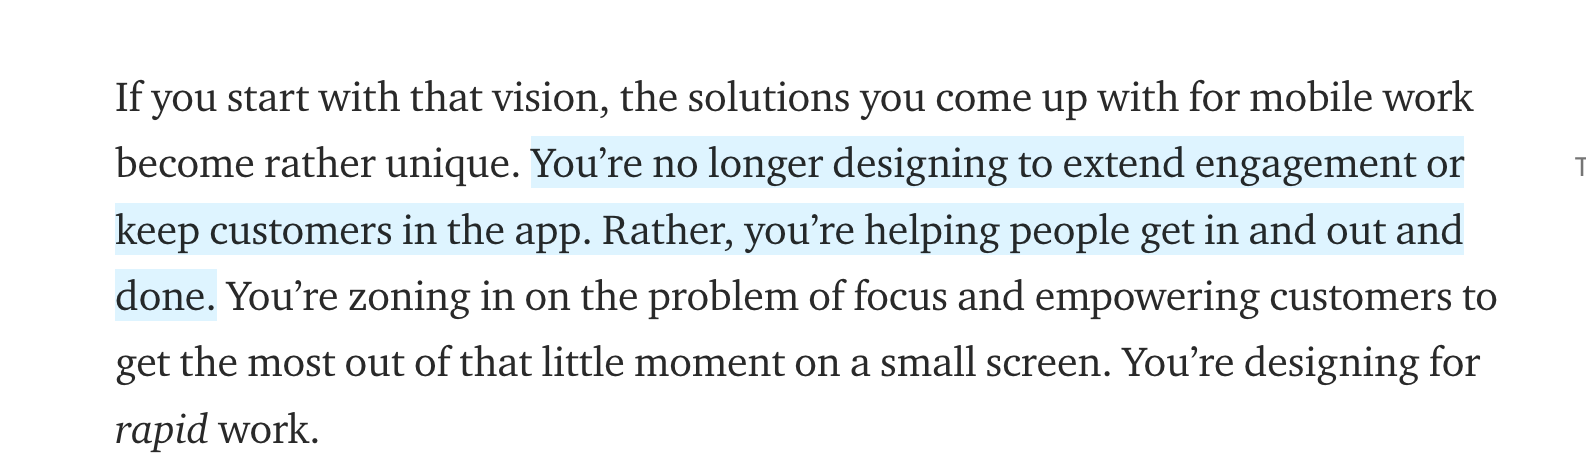 If you start with that vision, the solutions you come up with for mobile work
become rather unique. You’re no longer designing to extend engagement or
keep customers in the app. Rather, you’re helping people get in and out and
done. You’re zoning in on the problem of focus and empowering customers to
get the most out of that little moment on a small screen. You’re designing for
rapid work.